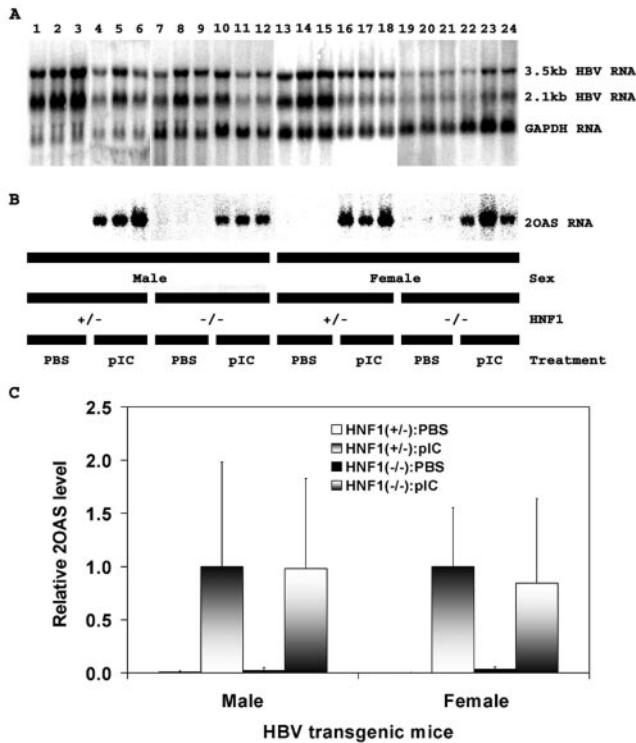 A
1 2 3 4 5 6 7 8 9 10 11 12 13 14 15 16 17 18 19 20 21 22 23 24
3.5kb HBV RNA
2.1kb HBV RNA
GAPDH RNA
B
2OAS RNA
Male Female Sex
+/- -/- +/- -/- HNF1
PBS pIC PBS pIC PBS pIC PBS pIC Treatment
C
2.5
2.0
1.5
1.0
0.5
0.0
Relative 2OAS level
HNF1(+/-):PBS
HNF1(+/-):pIC
HNF1(-/-):PBS
HNF1(-/-):pIC
Male Female
HBV transgenic mice